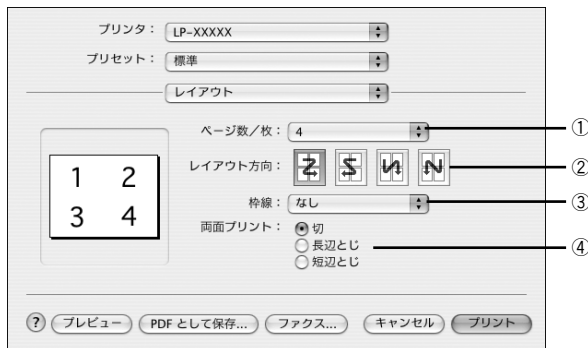 プリンタ： LP-XXXXX
プリセット： 標準
レイアウト
ページ数／枚： 4 ①
レイアウト方向： ②
枠線： なし ③
両面プリント： 切
長辺とじ ④
短辺とじ
1 2
3 4
? プレビュー PDF として保存... ファクス... キャンセル プリント